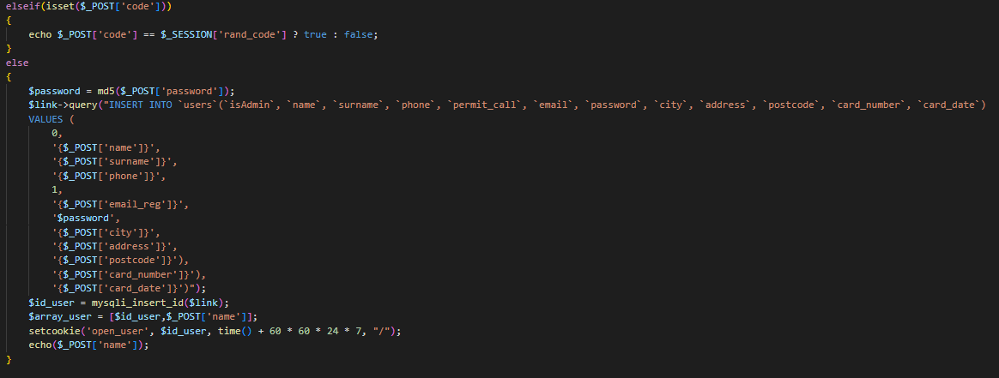 elseif(isset($_POST['code']))
{
echo $_POST['code'] == $_SESSION['rand_code'] ? true : false;
}
else
{
$password = md5($_POST['password']);
$link->query("INSERT INTO `users`(`isAdmin`, `name`, `surname`, `phone`, `permit_call`, `email`, `password`, `city`, `address`, `postcode`, `card_number`, `card_date`)
VALUES (
0,
'{$_POST['name']}',
'{$_POST['surname']}',
'{$_POST['phone']}',
1,
'{$_POST['email_reg']}',
'$password',
'{$_POST['city']}',
'{$_POST['address']}',
'{$_POST['postcode']}'),
'{$_POST['card_number']}'),
'{$_POST['card_date']}')");
$id_user = mysqli_insert_id($link);
$array_user = [$id_user,$_POST['name']];
setcookie('open_user', $id_user, time() + 60 * 60 * 24 * 7, "/");
echo($_POST['name']);
}